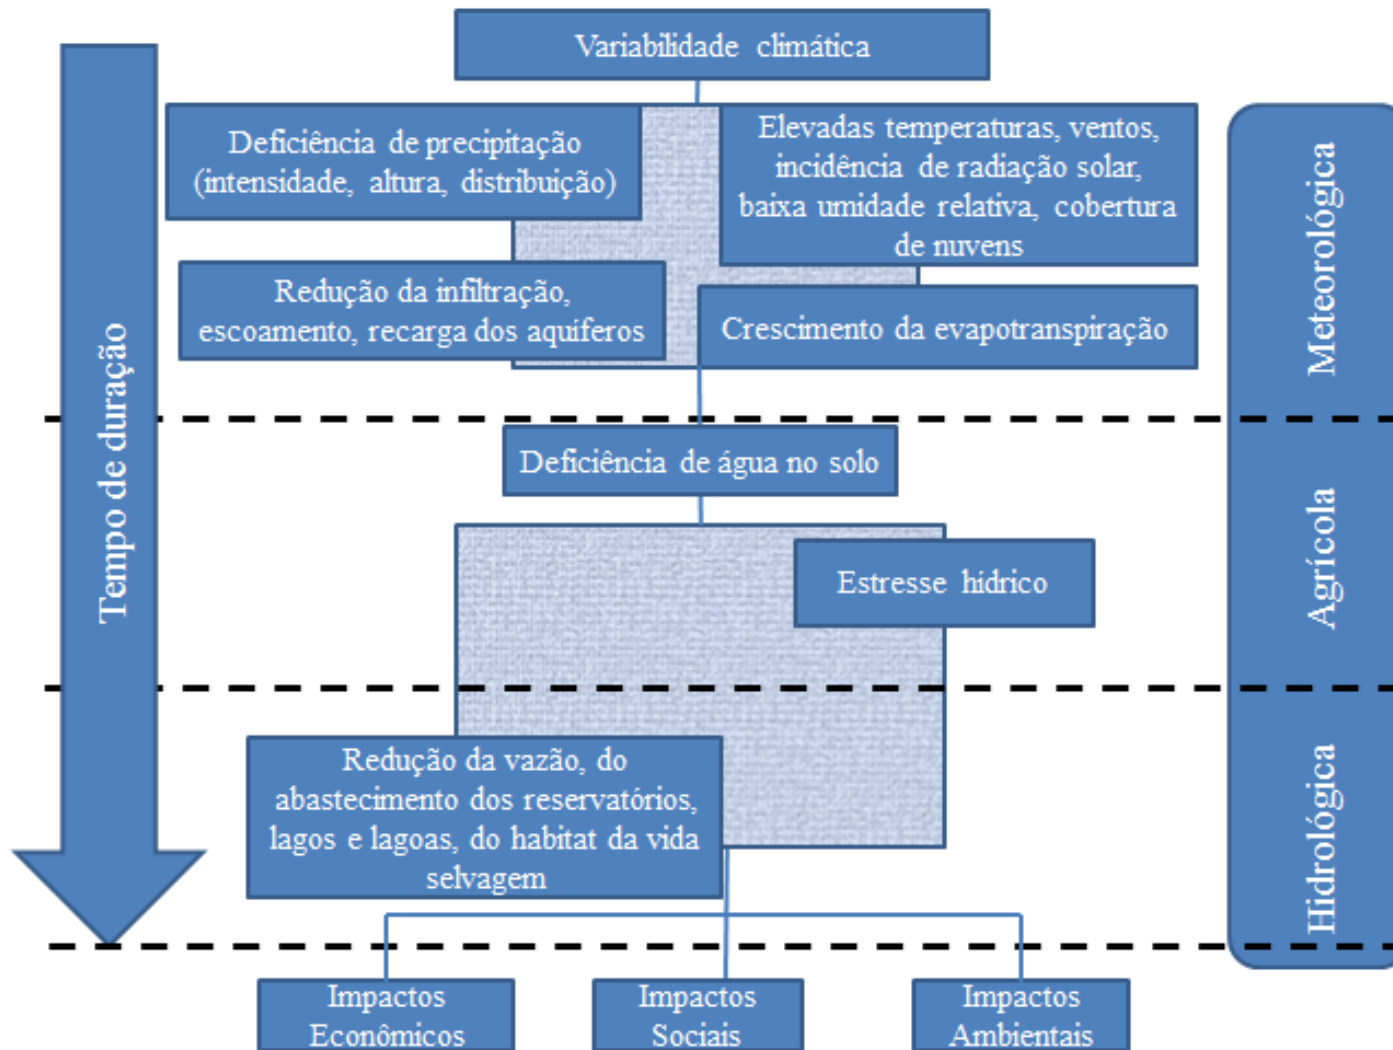 Variabilidade climática
Deficiência de precipitação
(intensidade, altura, distribuição)
Elevadas temperaturas, ventos,
incidência de radiação solar,
baixa umidade relativa, cobertura
de nuvens
Redução da infiltração,
escoamento, recarga dos aquiferos
Crescimento da evapotranspiração
Meteorológica
Tempo de duração
Deficiência de água no solo
Estresse hídrico
Agrícola
Redução da vazão, do
abastecimento dos reservatórios,
lagos e lagoas, do habitat da vida
selvagem
Hidrológica
Impactos
Econômicos
Impactos
Sociais
Impactos
Ambientais